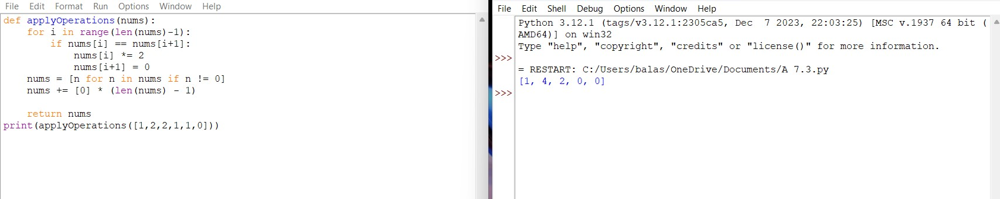 File Edit Format Run Options Window Help
def applyOperations(nums):
    for i in range(len(nums)-1):
        if nums[i] == nums[i+1]:
            nums[i] *= 2
            nums[i+1] = 0
    nums = [n for n in nums if n != 0]
    nums += [0] * (len(nums) - 1)
    return nums
print(applyOperations([1,2,2,1,1,0]))
File Edit Shell Debug Options Window Help
Python 3.12.1 (tags/v3.12.1:2305ca5, Dec  7 2023, 22:03:25) [MSC v.1937 64 bit (
AMD64)] on win32
Type "help", "copyright", "credits" or "license()" for more information.
>>>
= RESTART: C:/Users/balas/OneDrive/Documents/A 7.3.py
[1, 4, 2, 0, 0]
>>>